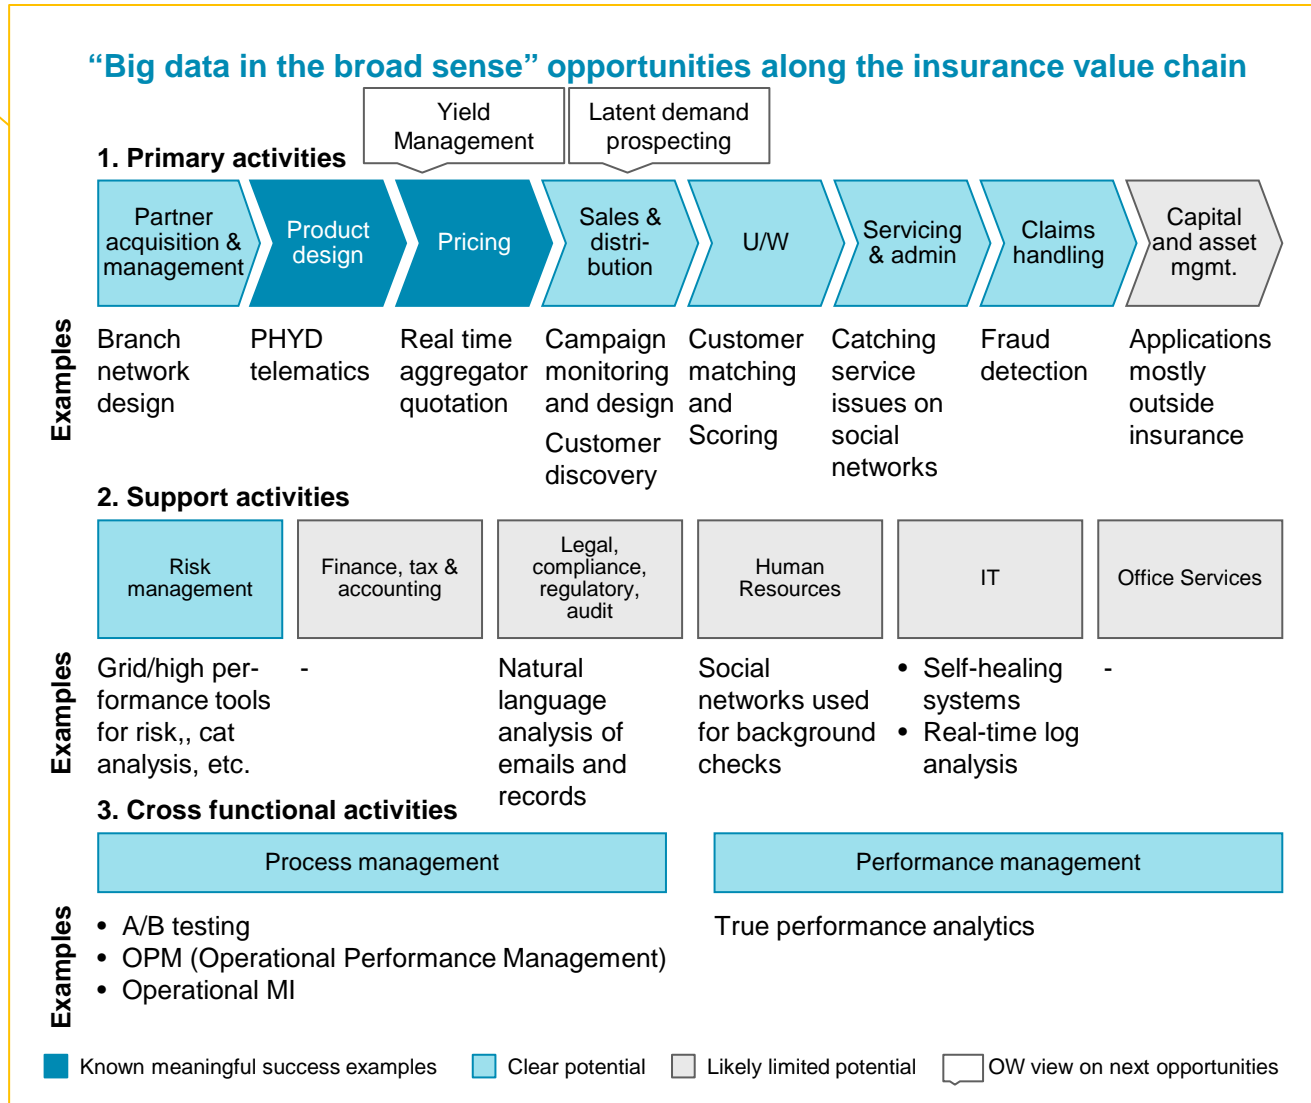 “Big data in the broad sense” opportunities along the insurance value chain
Yield
Management
Latent demand
prospecting
1. Primary activities
Partner
acquisition &
management
Product
design
Pricing
Sales &
distri-
bution
U/W
Servicing
& admin
Claims
handling
Capital
and asset
mgmt.
Examples
Branch
network
design
PHYD
telematics
Real time
aggregator
quotation
Campaign
monitoring
and design
Customer
discovery
Customer
matching
and
Scoring
Catching
service
issues on
social
networks
Fraud
detection
Applications
mostly
outside
insurance
2. Support activities
Risk
management
Finance, tax &
accounting
Legal,
compliance,
regulatory,
audit
Human
Resources
IT
Office Services
Examples
Grid/high per-
formance tools
for risk,, cat
analysis, etc.
-
Natural
language
analysis of
emails and
records
Social
networks used
for background
checks
• Self-healing
systems
• Real-time log
analysis
-
3. Cross functional activities
Process management
Performance management
Examples
• A/B testing
• OPM (Operational Performance Management)
• Operational MI
True performance analytics
Known meaningful success examples
Clear potential
Likely limited potential
OW view on next opportunities